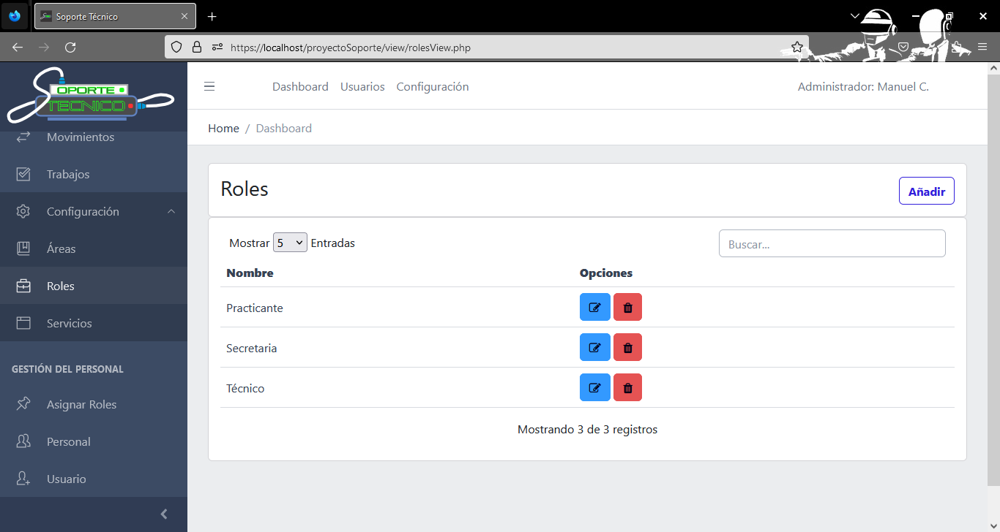 Soporte Técnico
https://localhost/proyectoSoporte/view/rolesView.php
SOPORTE
TECNICO
Movimientos
Trabajos
Configuración
Áreas
Roles
Servicios
GESTIÓN DEL PERSONAL
Asignar Roles
Personal
Usuario
Dashboard Usuarios Configuración Administrador: Manuel C.
Home / Dashboard
Roles Añadir
Mostrar 5 Entradas Buscar...
Nombre Opciones
Practicante
Secretaria
Técnico
Mostrando 3 de 3 registros